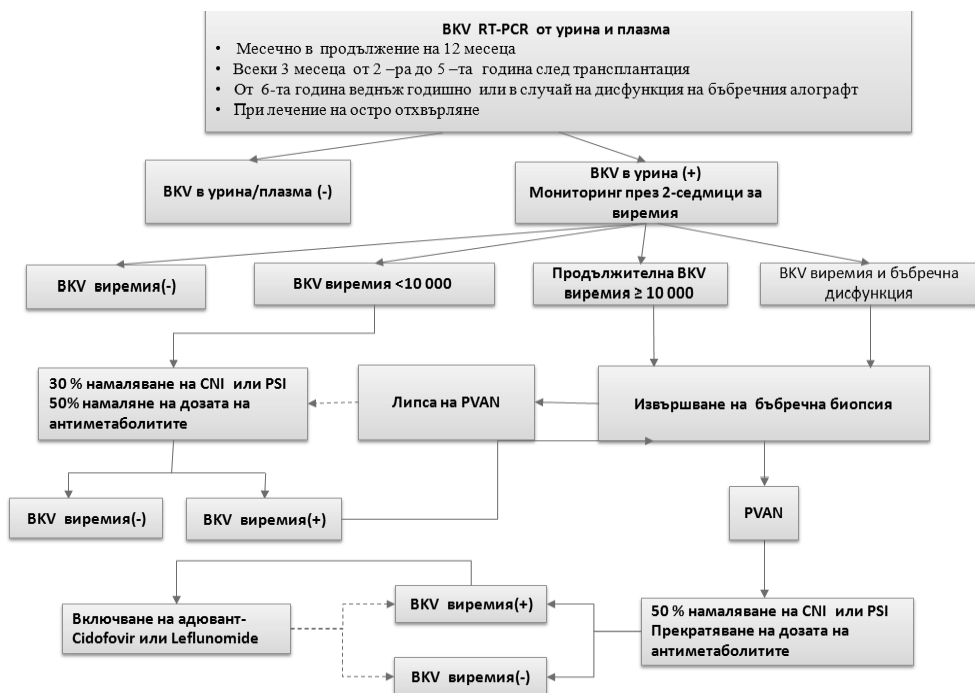 BKV RT-PCR от урина и плазма
• Месечно в продължение на 12 месеца
• Всеки 3 месеца от 2 –ра до 5 –та година след трансплантация
• От 6-та година веднъж годишно или в случай на дисфункция на бъбречния алографт
• При лечение на остро отхвърляне
BKV в урина/плазма (-)
BKV в урина (+)
Мониторинг през 2-седмици за
виремия
BKV виремия(-)
BKV виремия <10 000
Продължителна BKV
виремия ≥ 10 000
BKV виремия и бъбречна
дисфункция
30 % намаляване на CNI или PSI
50% намаляне на дозата на
антиметаболитите
Липса на PVAN
Извършване на бъбречна биопсия
BKV виремия(-)
BKV виремия(+)
PVAN
Включване на адювант-
Cidofovir или Leflunomide
BKV виремия(+)
BKV виремия(-)
50 % намаляване на CNI или PSI
Прекратяване на дозата на
антиметаболитите